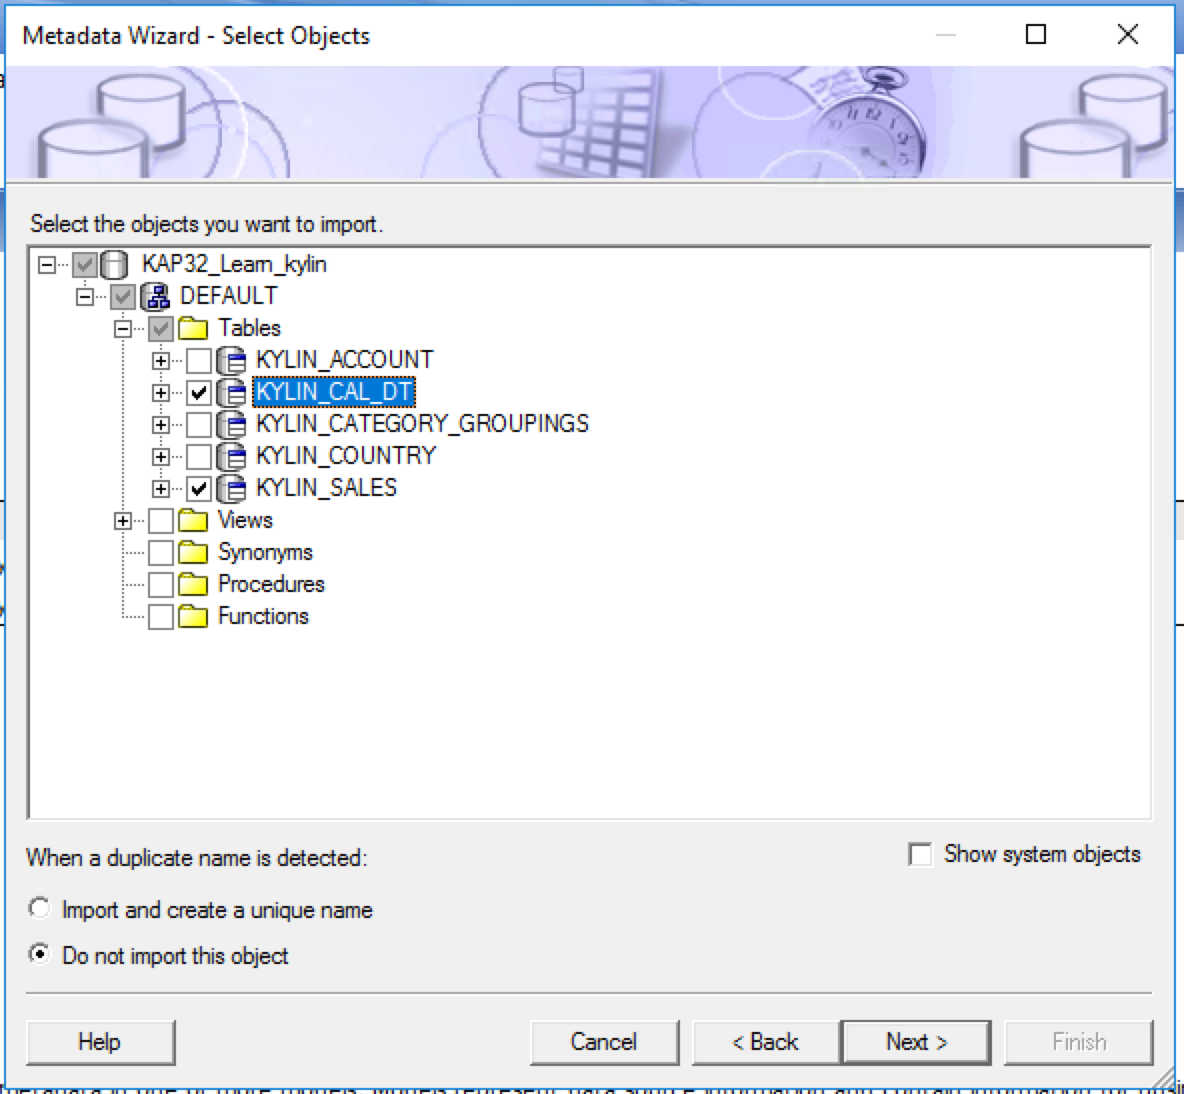 Metadata Wizard - Select Objects
Select the objects you want to import.
KAP32_Learn_kylin
DEFAULT
Tables
KYLIN_ACCOUNT
KYLIN_CAL_DT
KYLIN_CATEGORY_GROUPINGS
KYLIN_COUNTRY
KYLIN_SALES
Views
Synonyms
Procedures
Functions
When a duplicate name is detected:
Show system objects
Import and create a unique name
Do not import this object
Help
Cancel
< Back
Next >
Finish